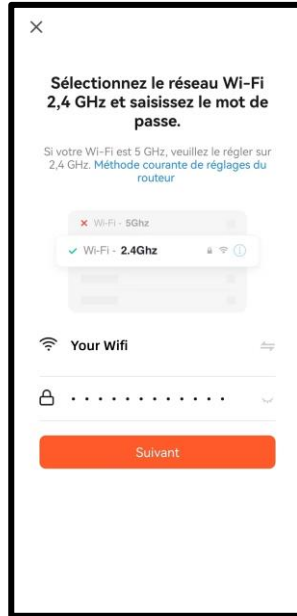 Sélectionnez le réseau Wi-Fi
2,4 GHz et saisissez le mot de
passe.
Si votre Wi-Fi est 5 GHz, veuillez le régler sur
2,4 GHz. Méthode courante de réglages du
routeur
Wi-Fi - 5Ghz
Wi-Fi - 2.4Ghz
Your Wifi
Suivant